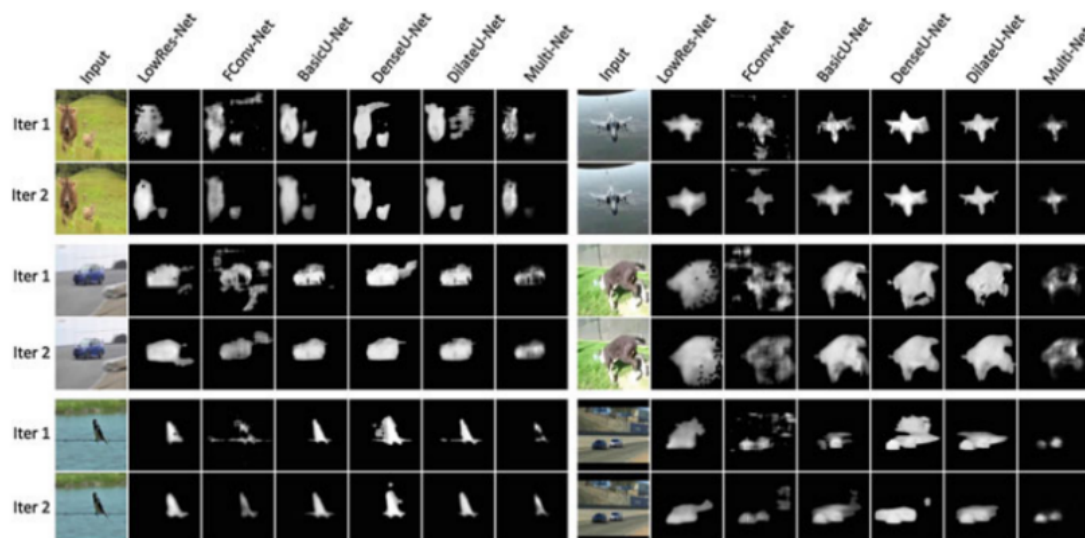 Input LowRes-Net FConv-Net BasicU-Net DenseU-Net DilateU-Net Multi-Net Input LowRes-Net FConv-Net BasicU-Net DenseU-Net DilateU-Net Multi-Net
Iter 1
Iter 2
Iter 1
Iter 2
Iter 1
Iter 2